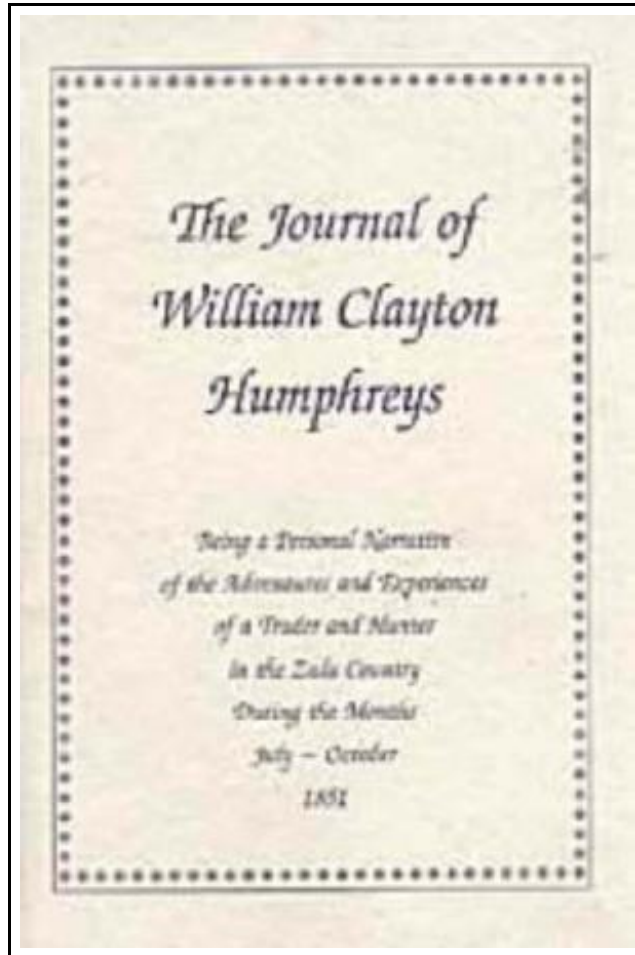 The Journal of
William Clayton
Humphreys
Being a Personal Narrative
of the Adventures and Experiences
of a Trader and Hunter
in the Zulu Country
During the Months
July – October
1851